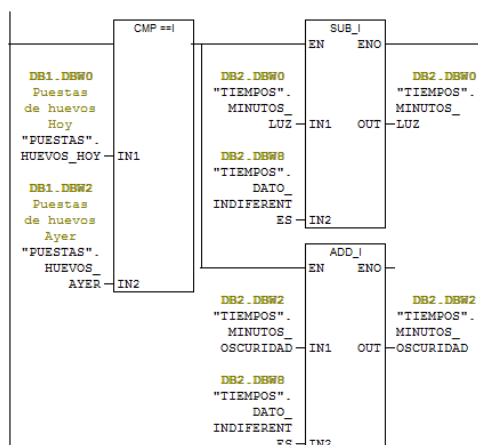 CMP ==I
DB1.DBW0
Puestas
de huevos
Hoy
"PUESTAS".
HUEVOS_HOY
IN1
DB1.DBW2
Puestas
de huevos
Ayer
"PUESTAS".
HUEVOS_
AYER
IN2
SUB_I
EN
ENO
DB2.DBW0
"TIEMPOS".
MINUTOS_
LUZ
IN1
DB2.DBW8
"TIEMPOS".
DATO_
INDIFERENT
ES
IN2
OUT
DB2.DBW0
"TIEMPOS".
MINUTOS_
LUZ
ADD_I
EN
ENO
DB2.DBW2
"TIEMPOS".
MINUTOS_
OSCURIDAD
IN1
DB2.DBW8
"TIEMPOS".
DATO_
INDIFERENT
ES
IN2
OUT
DB2.DBW2
"TIEMPOS".
MINUTOS_
OSCURIDAD